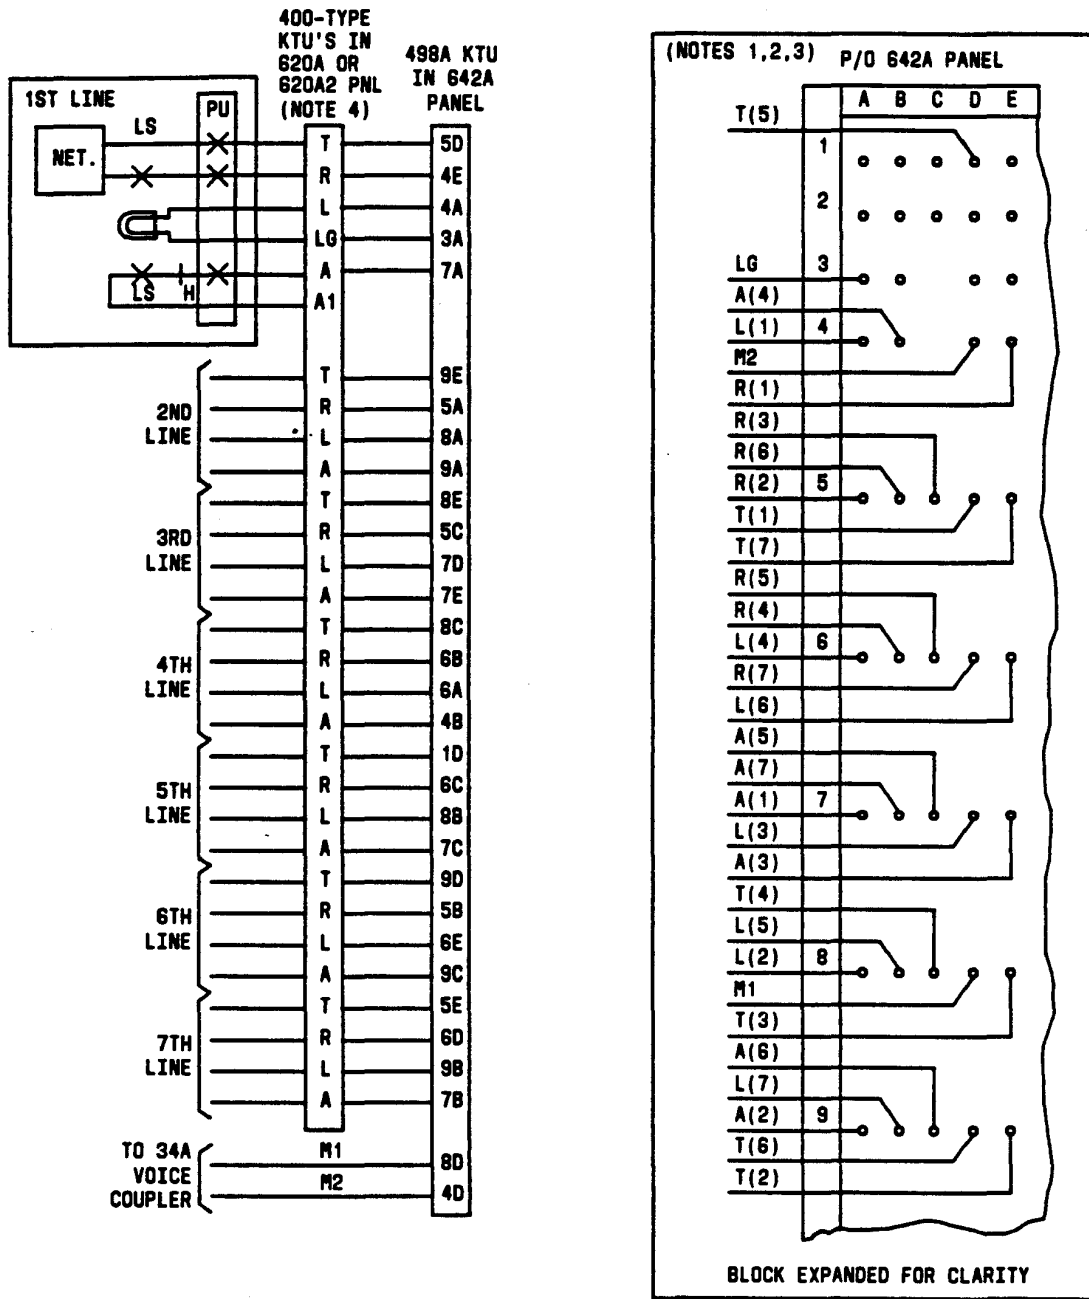 400-TYPE
KTU'S IN
620A OR
620A2 PNL
(NOTE 4)
498A KTU
IN 642A
PANEL
1ST LINE
PU
LS
NET.
LS
H
T 5D
R 4E
L 4A
LG 3A
A 7A
A1
2ND
LINE
T 9E
R 5A
L 8A
A 9A
3RD
LINE
T 8E
R 5C
L 7D
A 7E
4TH
LINE
T 8C
R 6B
L 6A
A 4B
5TH
LINE
T 1D
R 6C
L 8B
A 7C
6TH
LINE
T 9D
R 5B
L 6E
A 9C
7TH
LINE
T 5E
R 6D
L 9B
A 7B
TO 34A
VOICE
COUPLER
M1 8D
M2 4D
(NOTES 1,2,3)
P/O 642A PANEL
A B C D E
T(5)
1
2
LG 3
A(4)
L(1) 4
M2
R(1)
R(3)
R(6)
R(2) 5
T(1)
T(7)
R(5)
R(4)
L(4) 6
R(7)
L(6)
A(5)
A(7)
A(1) 7
L(3)
A(3)
T(4)
L(5)
L(2) 8
M1
T(3)
A(6)
L(7)
A(2) 9
T(6)
T(2)
BLOCK EXPANDED FOR CLARITY